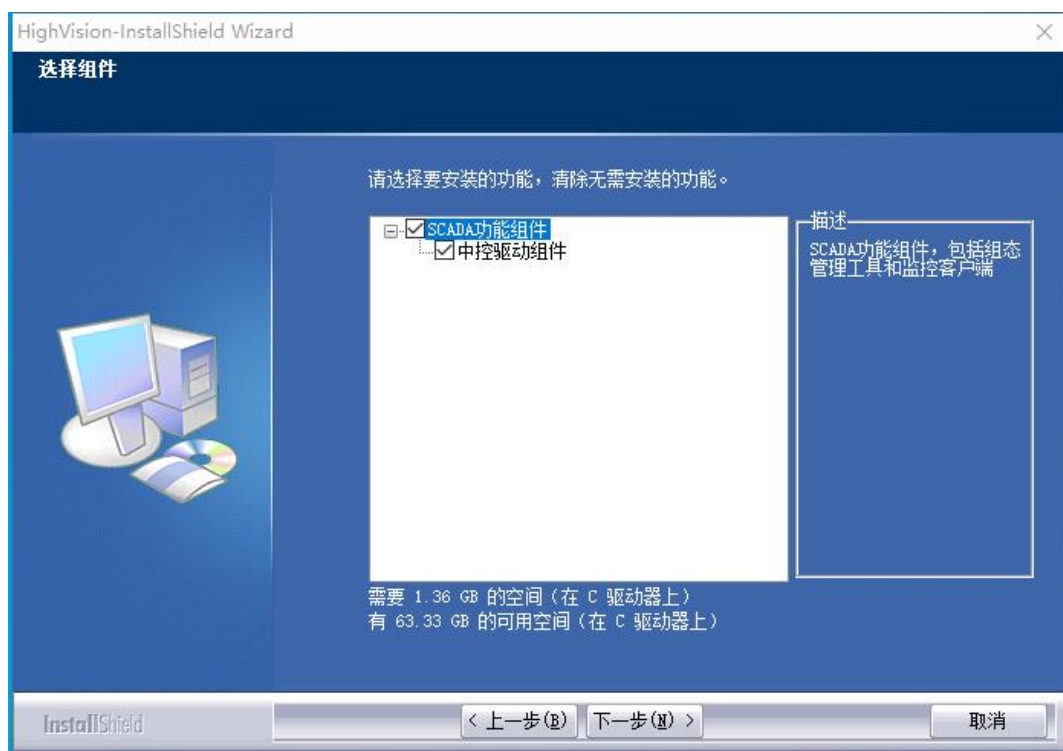 HighVision-InstallShield Wizard
选择组件
请选择要安装的功能，清除无需安装的功能。
SCADA功能组件
中控驱动组件
描述
SCADA功能组件，包括组态
管理工具和监控客户端
需要 1.36 GB 的空间（在 C 驱动器上）
有 63.33 GB 的可用空间（在 C 驱动器上）
InstallShield
< 上一步(B)
下一步(N) >
取消